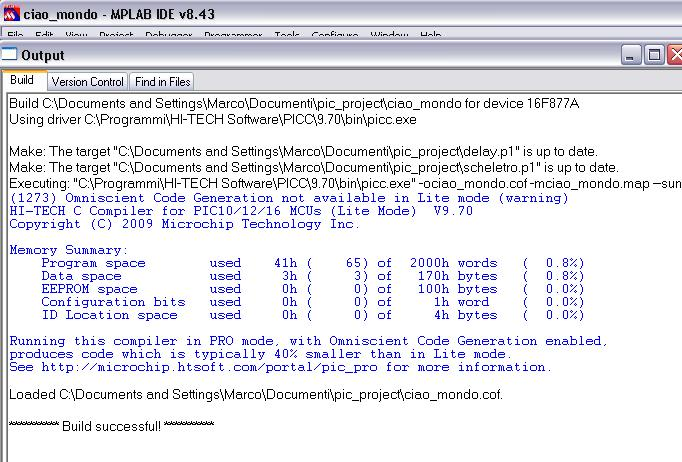 ciao_mondo - MPLAB IDE v8.43
File Edit View Project Debugger Programmer Tools Configure Window Help
Output
Build Version Control Find in Files
Build C:\Documents and Settings\Marco\Documenti\pic_project\ciao_mondo for device 16F877A
Using driver C:\Programmi\HI-TECH Software\PICC\9.70\bin\picc.exe
Make: The target "C:\Documents and Settings\Marco\Documenti\pic_project\delay.p1" is up to date.
Make: The target "C:\Documents and Settings\Marco\Documenti\pic_project\scheletro.p1" is up to date.
Executing: "C:\Programmi\HI-TECH Software\PICC\9.70\bin\picc.exe" -ociao_mondo.cof -mciao_mondo.map --sun
(1273) Omniscient Code Generation not available in Lite mode (warning)
HI-TECH C Compiler for PIC10/12/16 MCUs (Lite Mode)  V9.70
Copyright (C) 2009 Microchip Technology Inc.
Memory Summary:
Program space used 41h ( 65) of 2000h words ( 0.8%)
Data space used 3h ( 3) of 170h bytes ( 0.8%)
EEPROM space used 0h ( 0) of 100h bytes ( 0.0%)
Configuration bits used 0h ( 0) of 1h word ( 0.0%)
ID Location space used 0h ( 0) of 4h bytes ( 0.0%)
Running this compiler in PRO mode, with Omniscient Code Generation enabled,
produces code which is typically 40% smaller than in Lite mode.
See http://microchip.htsoft.com/portal/pic_pro for more information.
Loaded C:\Documents and Settings\Marco\Documenti\pic_project\ciao_mondo.cof.
********** Build successful! **********